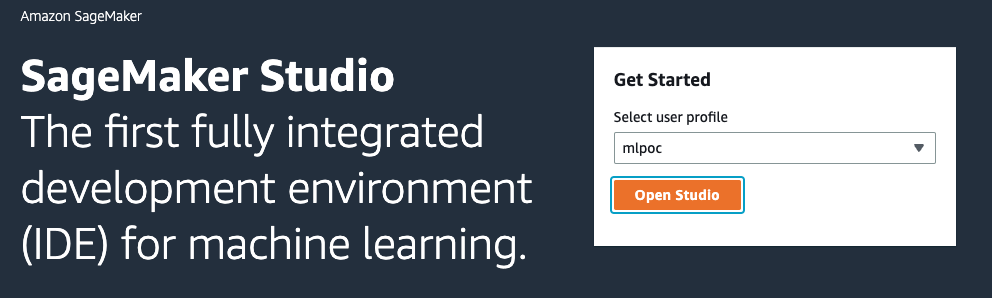 Amazon SageMaker
SageMaker Studio
The first fully integrated
development environment
(IDE) for machine learning.
Get Started
Select user profile
mlpoc
Open Studio